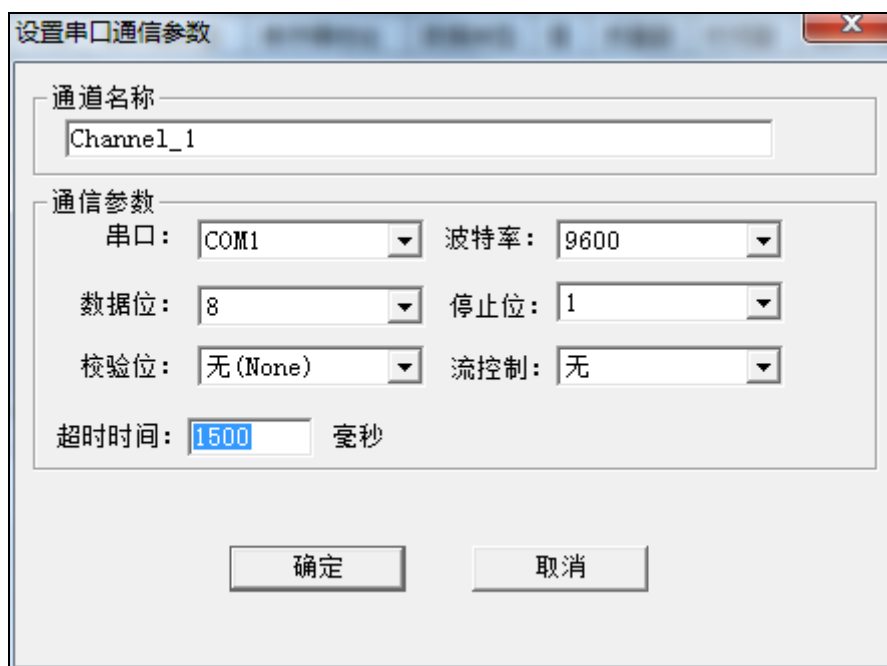 设置串口通信参数
通道名称
Channel_1
通信参数
串口: COM1 波特率: 9600
数据位: 8 停止位: 1
校验位: 无(None) 流控制: 无
超时时间: 1500 毫秒
确定 取消